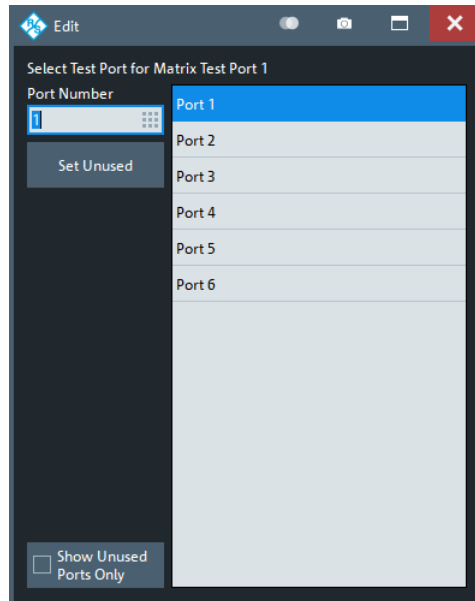 R&S Edit
Select Test Port for Matrix Test Port 1
Port Number
1
Set Unused
Port 1
Port 2
Port 3
Port 4
Port 5
Port 6
Show Unused
Ports Only